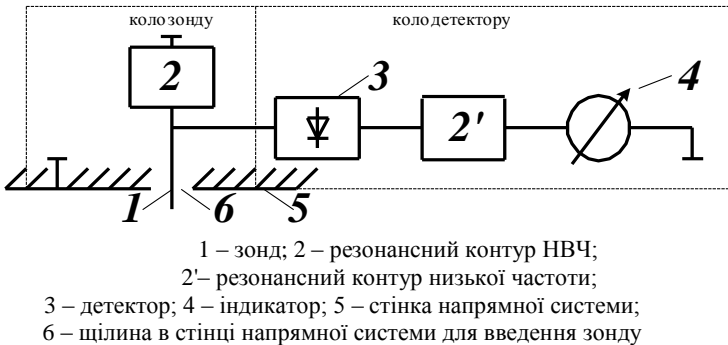 коло зонду
коло детектору
2
3
2'
4
1
6
5
1 – зонд; 2 – резонансний контур НВЧ;
2'– резонансний контур низької частоти;
3 – детектор; 4 – індикатор; 5 – стінка напрямної системи;
6 – щілина в стінці напрямної системи для введення зонду